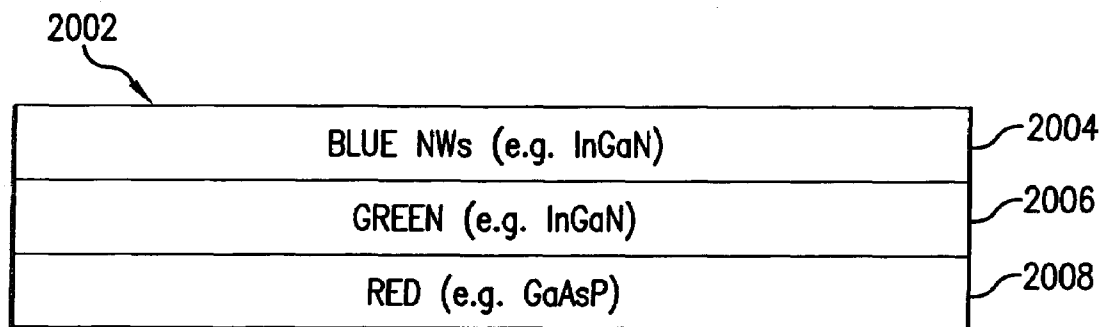 2002
BLUE NWs (e.g. InGaN)
2004
GREEN (e.g. InGaN)
2006
RED (e.g. GaAsP)
2008